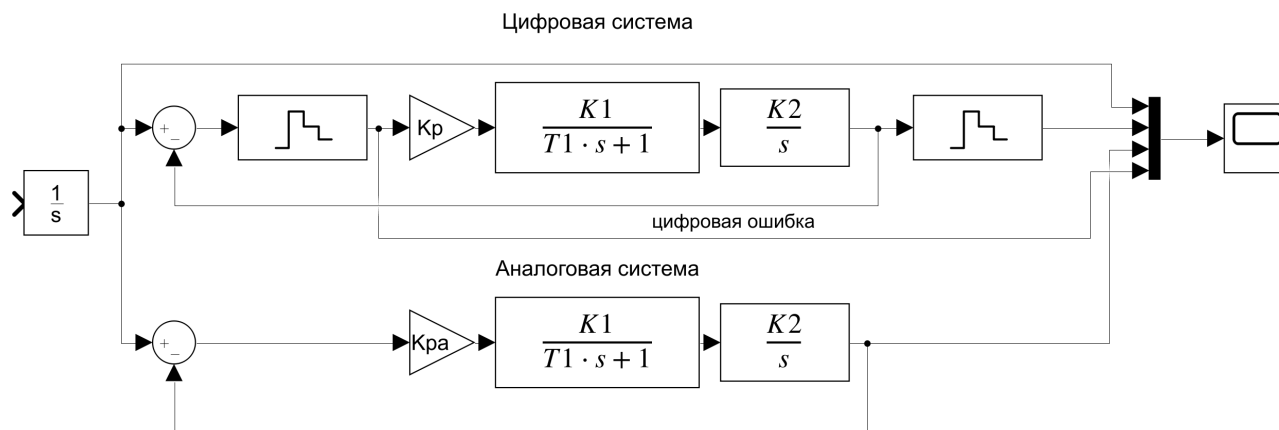 Цифровая система
+
−
Kp
K1
T1 · s + 1
K2
s
1
s
цифровая ошибка
Аналоговая система
+
−
Kpa
K1
T1 · s + 1
K2
s